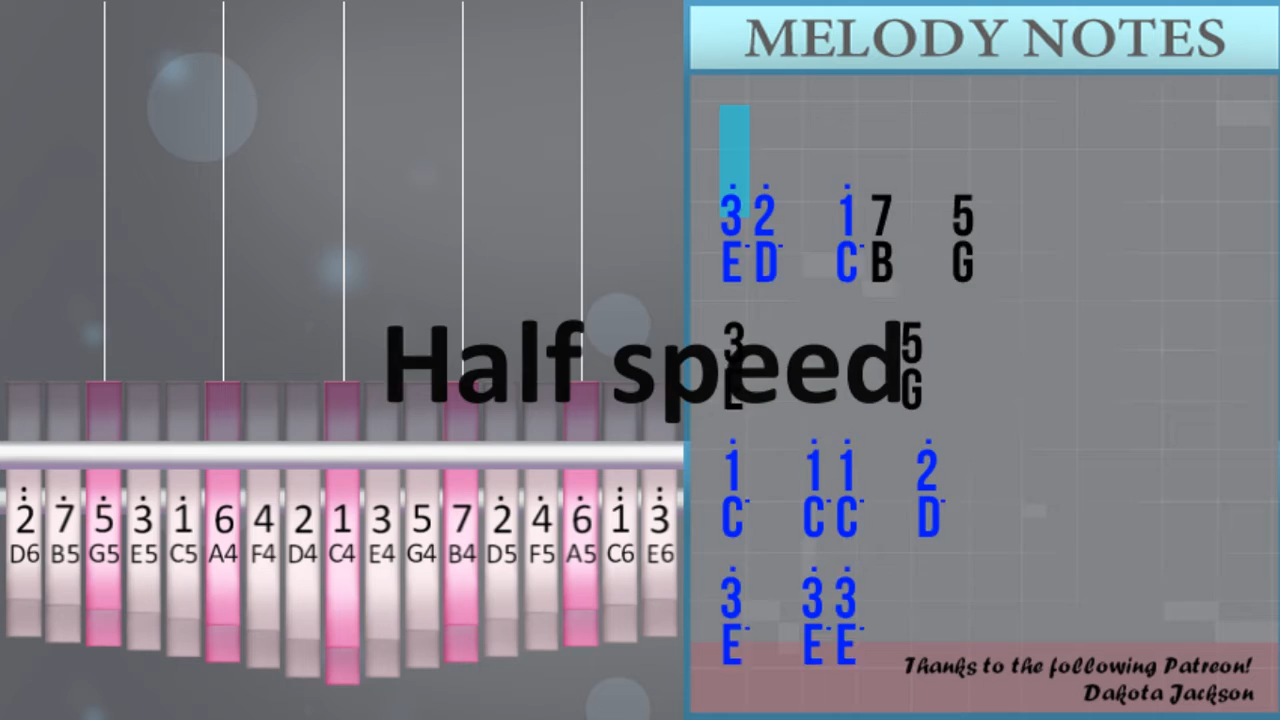 MELODY NOTES
3̇ 2̇ 1̇ 7 5
E˙ D˙ C˙ B G
3 5
E G
Half speed
1̇ 1̇ 1̇ 2̇
C˙ C˙ C˙ D˙
3̇ 3̇ 3̇
E˙ E˙ E˙
2̈ 7̇ 5̇ 3̇ 1̇ 6 4 2 1 3 5 7 2̇ 4̇ 6̇ 1̈ 3̈
D6 B5 G5 E5 C5 A4 F4 D4 C4 E4 G4 B4 D5 F5 A5 C6 E6
Thanks to the following Patreon!
Dakota Jackson